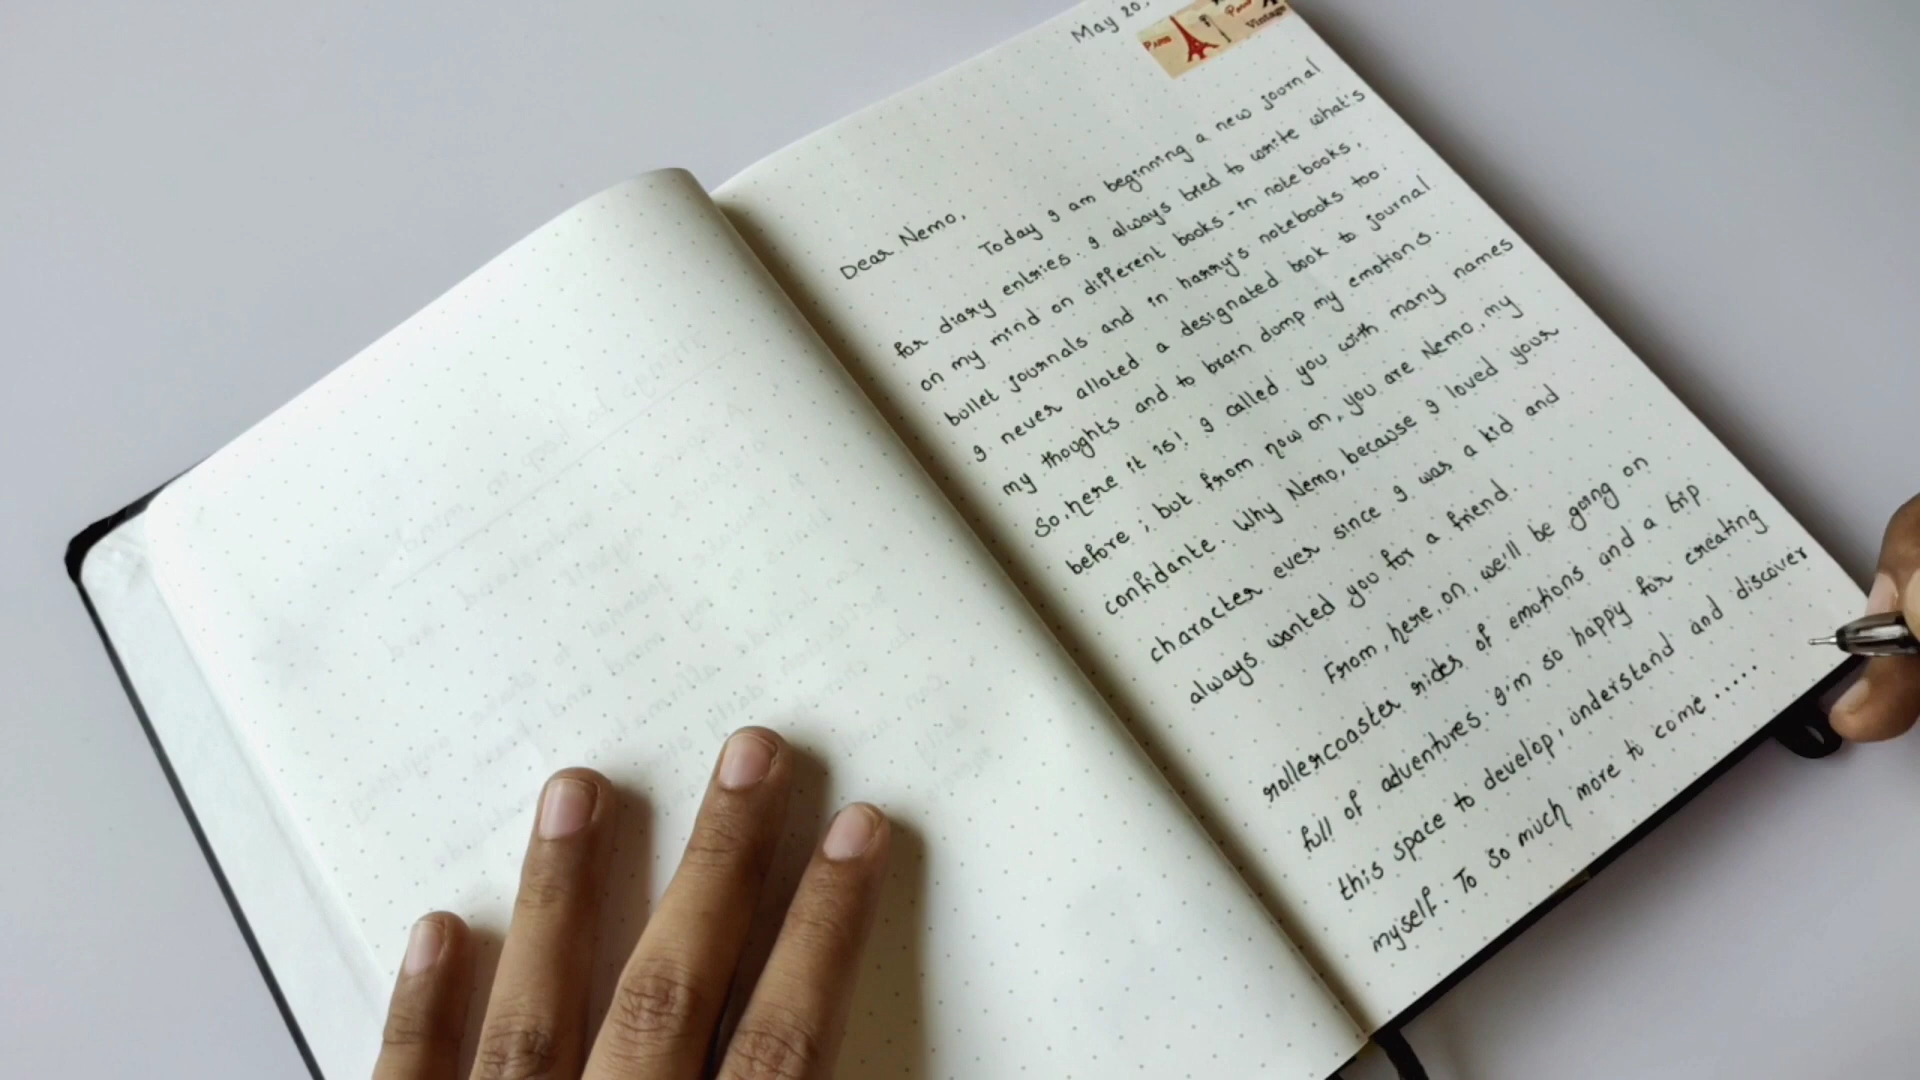 May 20
PARIS Paris Vintage
Dear Nemo,
Today I am beginning a new journal
for diary entries. I always tried to write what's
on my mind on different books - in notebooks,
bullet journals and in harry's notebooks too.
I never alloted a designated book to journal
my thoughts and to brain dump my emotions.
So, here it is! I called you with many names
before; but from now on, you are Nemo, my
confidante. Why Nemo, because I loved your
character ever since I was a kid and
always wanted you for a friend.
From, here, on, we'll be going on
rollercoaster rides of emotions and a trip
full of adventures. I'm so happy for creating
this space to develop, understand and discover
myself. To so much more to come.....